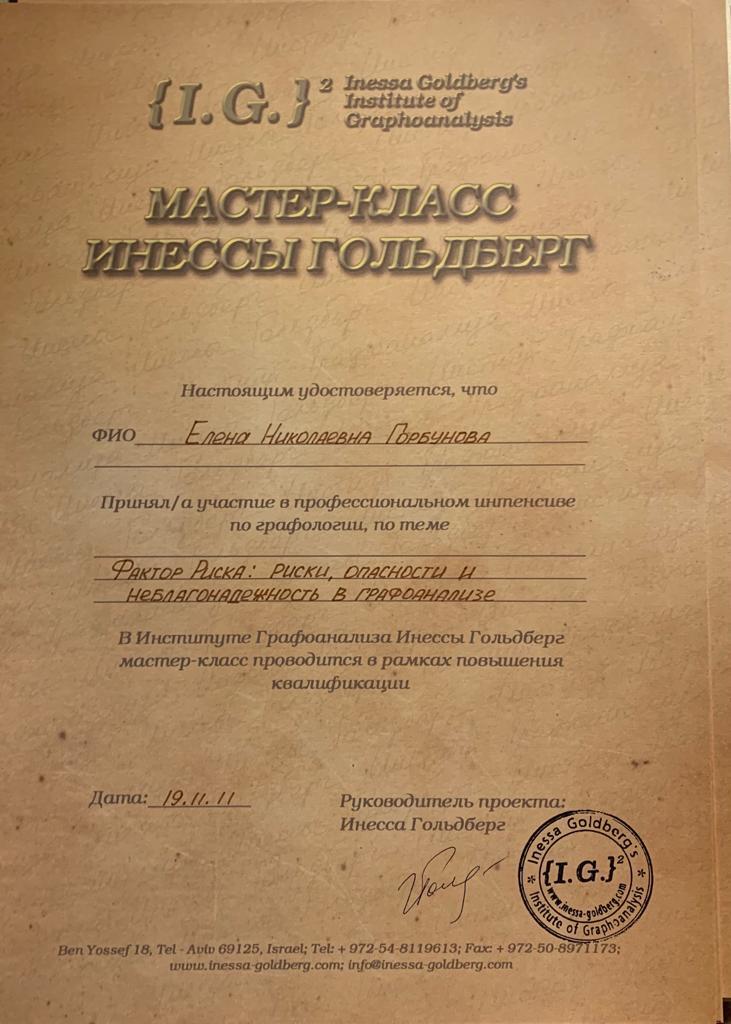 {I.G.}² Inessa Goldberg's
Institute of
Graphoanalysis
МАСТЕР-КЛАСС
ИНЕССЫ ГОЛЬДБЕРГ
Настоящим удостоверяется, что
ФИО Елена Николаевна Горбунова
Принял/а участие в профессиональном интенсиве
по графологии, по теме
Фактор Риска: риски, опасности и
неблагонадежность в графоанализе
В Институте Графоанализа Инессы Гольдберг
мастер-класс проводится в рамках повышения
квалификации
Дата: 19.11.11
Руководитель проекта:
Инесса Гольдберг
Inessa Goldberg's
{I.G.}²
www.inessa-goldberg.com
Institute of Graphoanalysis
Ben Yossef 18, Tel - Aviv 69125, Israel; Tel: + 972-54-8119613; Fax: + 972-50-8971173;
www.inessa-goldberg.com; info@inessa-goldberg.com